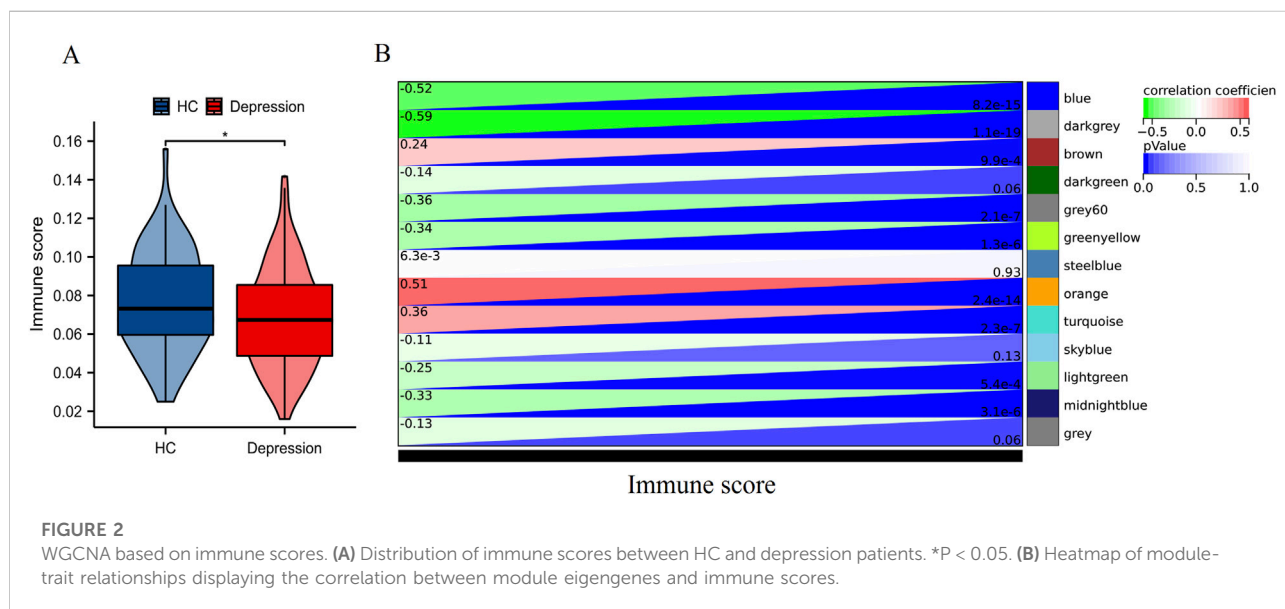 A
HC Depression
*
Immune score
0.16
0.14
0.12
0.10
0.08
0.06
0.04
0.02
HC Depression
B
-0.52 8.2e-15 blue
-0.59 1.1e-19 darkgrey
0.24 9.9e-4 brown
-0.14 0.06 darkgreen
-0.36 2.1e-7 grey60
-0.34 1.3e-6 greenyellow
6.3e-3 0.93 steelblue
0.51 2.4e-14 orange
0.36 2.3e-7 turquoise
-0.11 0.13 skyblue
-0.25 5.4e-4 lightgreen
-0.33 3.1e-6 midnightblue
-0.13 0.06 grey
Immune score
correlation coefficien
−0.5 0.0 0.5
pValue
0.0 0.5 1.0
FIGURE 2
WGCNA based on immune scores. (A) Distribution of immune scores between HC and depression patients. *P < 0.05. (B) Heatmap of module-
trait relationships displaying the correlation between module eigengenes and immune scores.